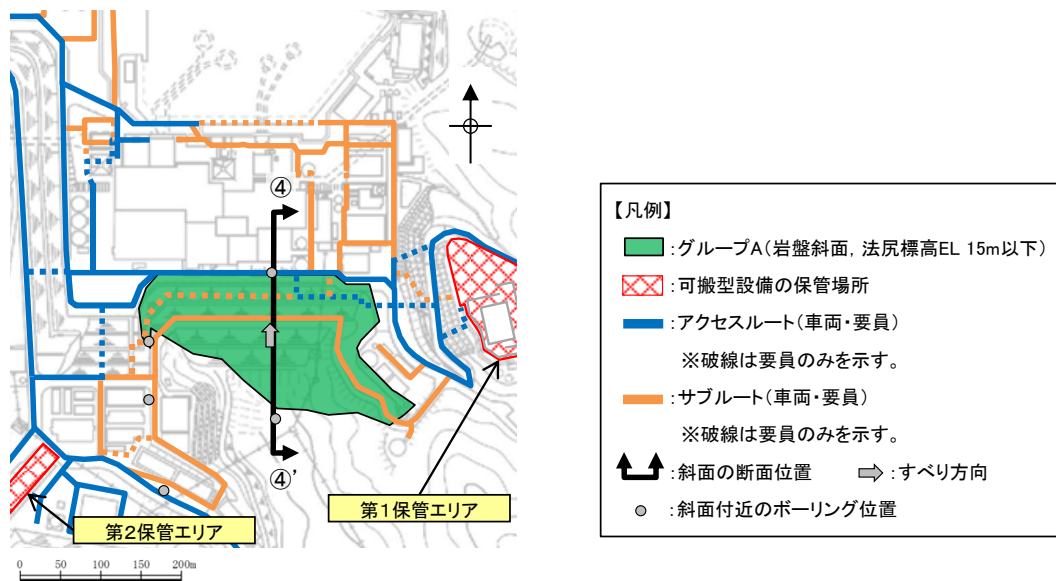 ④
④'
第1保管エリア
第2保管エリア
0 50 100 150 200m
【凡例】
:グループA(岩盤斜面, 法尻標高EL 15m以下)
:可搬型設備の保管場所
:アクセスルート(車両・要員)
※破線は要員のみを示す。
:サブルート(車両・要員)
※破線は要員のみを示す。
:斜面の断面位置 :すべり方向
:斜面付近のボーリング位置